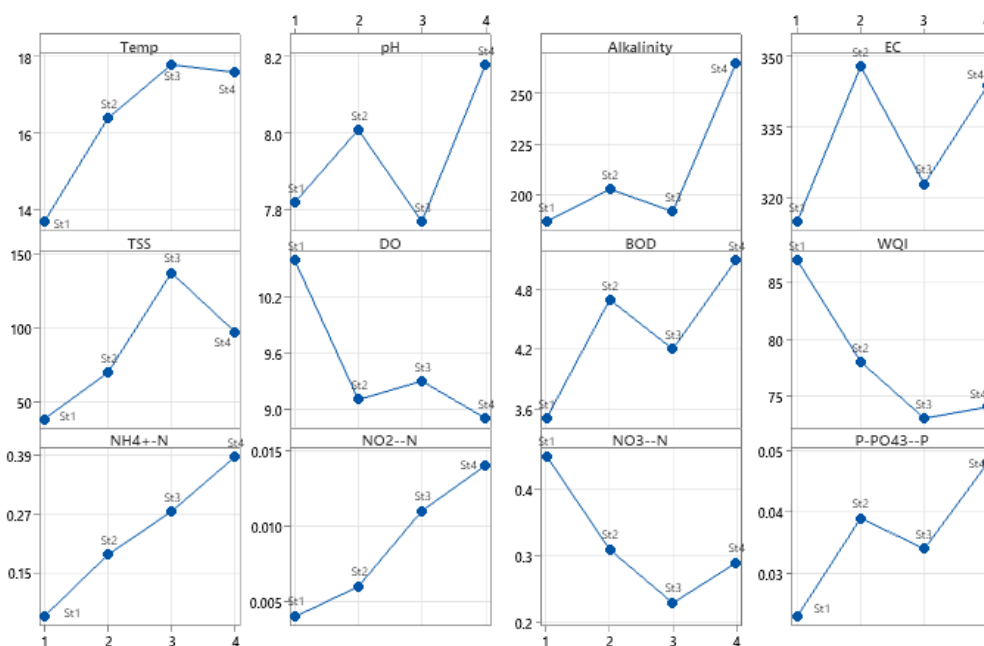 1 2 3 4 1 2 3 4
Temp pH Alkalinity EC
18 16 14 St1 St2 St3 St4
8.2 8.0 7.8 St1 St2 St3 St4
250 225 200 St1 St2 St3 St4
350 335 320 St1 St2 St3 St4
TSS DO BOD WQI
150 100 50 St1 St2 St3 St4
10.2 9.6 9.0 St1 St2 St3 St4
4.8 4.2 3.6 St1 St2 St3 St4
85 80 75 St1 St2 St3 St4
NH4+-N NO2--N NO3--N P-PO43--P
0.39 0.27 0.15 St1 St2 St3 St4
0.015 0.010 0.005 St1 St2 St3 St4
0.4 0.3 0.2 St1 St2 St3 St4
0.05 0.04 0.03 St1 St2 St3 St4
1 2 3 4 1 2 3 4